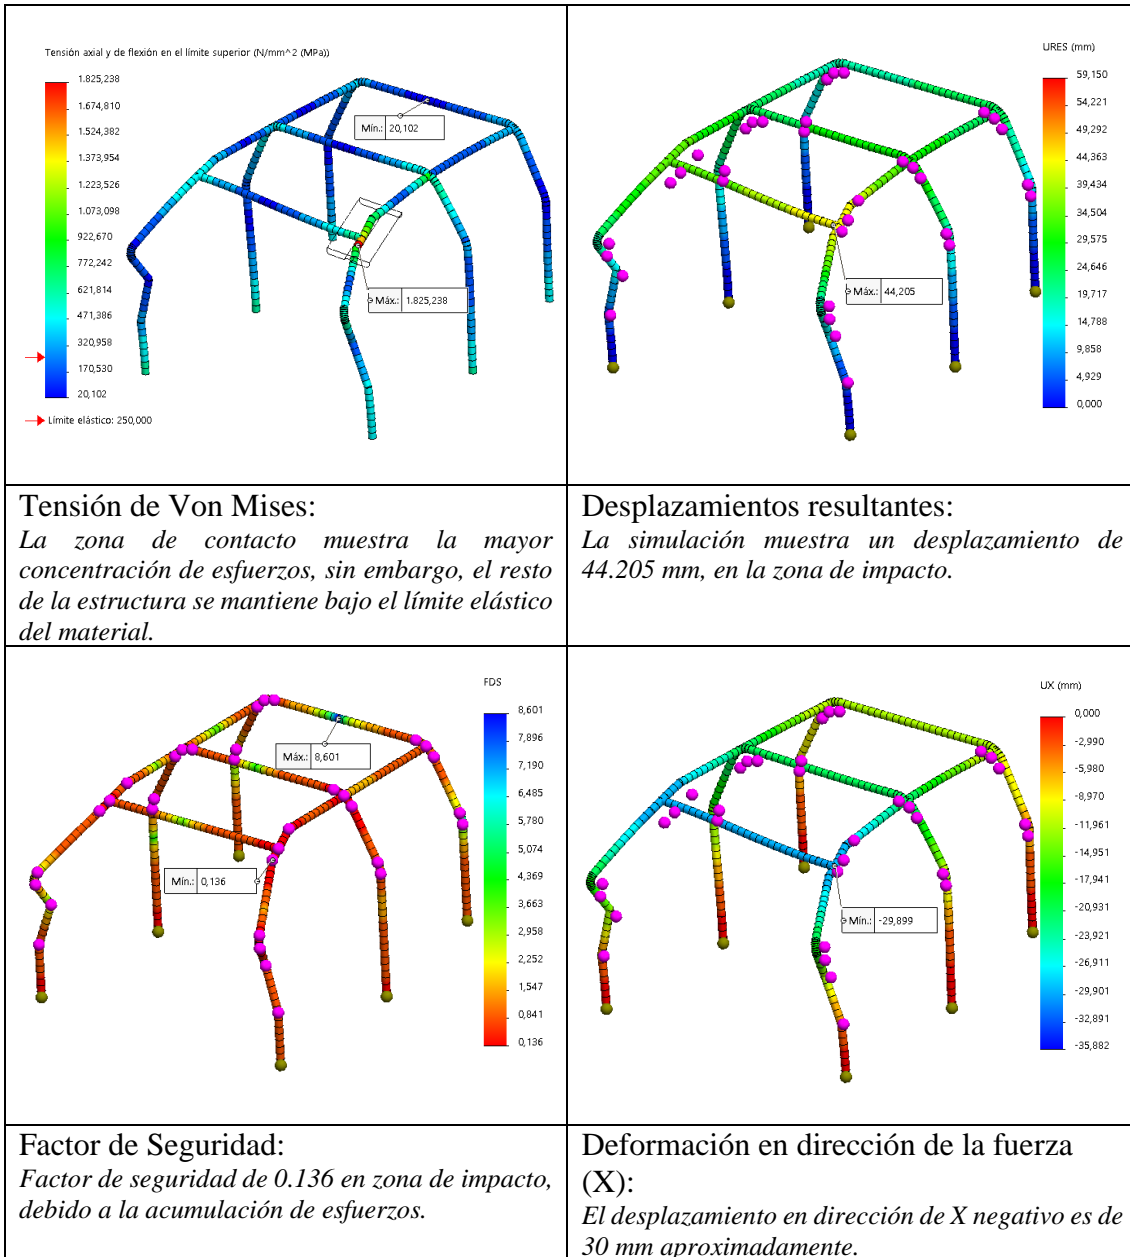 Tensión axial y de flexión en el límite superior (N/mm^2 (MPa))
1.825,238
1.674,810
1.524,382
1.373,954
1.223,526
1.073,098
922,670
772,242
621,814
471,386
320,958
170,530
20,102
Límite elástico: 250,000
Mín.: 20,102
Máx.: 1.825,238
URES (mm)
59,150
54,221
49,292
44,363
39,434
34,504
29,575
24,646
19,717
14,788
9,858
4,929
0,000
Máx.: 44,205
Tensión de Von Mises:
La zona de contacto muestra la mayor
concentración de esfuerzos, sin embargo, el resto
de la estructura se mantiene bajo el límite elástico
del material.
Desplazamientos resultantes:
La simulación muestra un desplazamiento de
44.205 mm, en la zona de impacto.
FDS
8,601
7,896
7,190
6,485
5,780
5,074
4,369
3,663
2,958
2,252
1,547
0,841
0,136
Máx.: 8,601
Mín.: 0,136
UX (mm)
0,000
-2,990
-5,980
-8,970
-11,961
-14,951
-17,941
-20,931
-23,921
-26,911
-29,901
-32,891
-35,882
Mín.: -29,899
Factor de Seguridad:
Factor de seguridad de 0.136 en zona de impacto,
debido a la acumulación de esfuerzos.
Deformación en dirección de la fuerza
(X):
El desplazamiento en dirección de X negativo es de
30 mm aproximadamente.